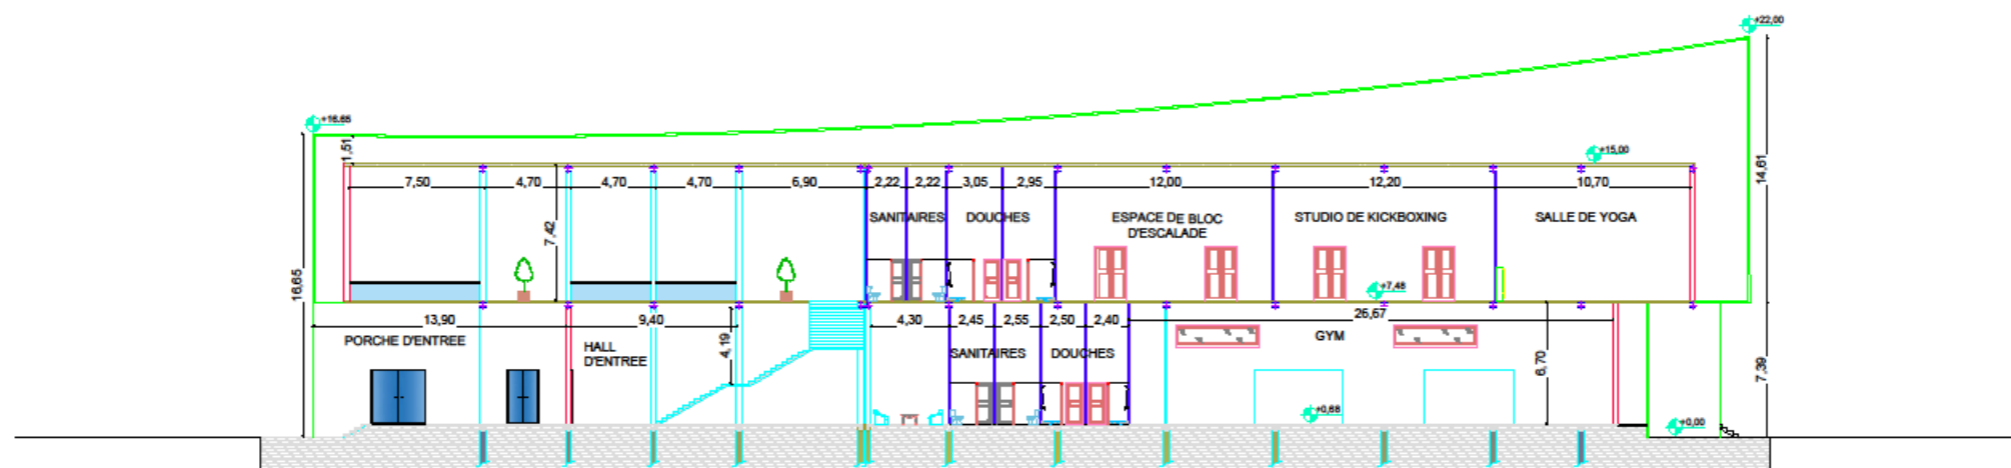 +22,00
+16.65
1,51
+15,00
7,50
4,70
4,70
4,70
6,90
2,22
2,22
3,05
2,95
12,00
12,20
10,70
14,61
SANITAIRES
DOUCHES
ESPACE DE BLOC
D'ESCALADE
STUDIO DE KICKBOXING
SALLE DE YOGA
7,42
16,65
+7,48
13,90
9,40
4,30
2,45
2,55
2,50
2,40
26,67
PORCHE D'ENTREE
HALL
D'ENTREE
4,19
SANITAIRES
DOUCHES
GYM
6,70
7,39
+0,68
+0,00